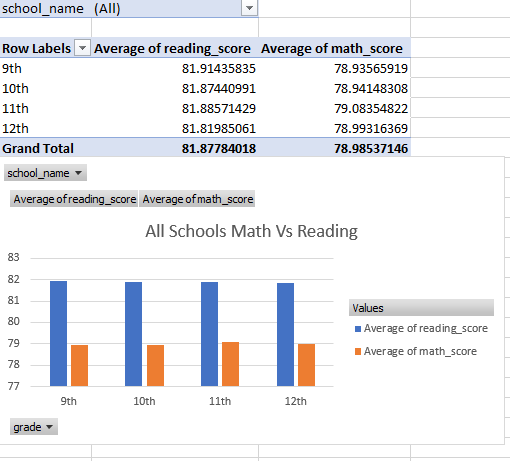 school_name (All)
Row Labels Average of reading_score Average of math_score
9th 81.91435835 78.93565919
10th 81.87440991 78.94148308
11th 81.88571429 79.08354822
12th 81.81985061 78.99316369
Grand Total 81.87784018 78.98537146
school_name
Average of reading_score Average of math_score
All Schools Math Vs Reading
83
82
81
80
79
78
77
9th 10th 11th 12th
Values
Average of reading_score
Average of math_score
grade